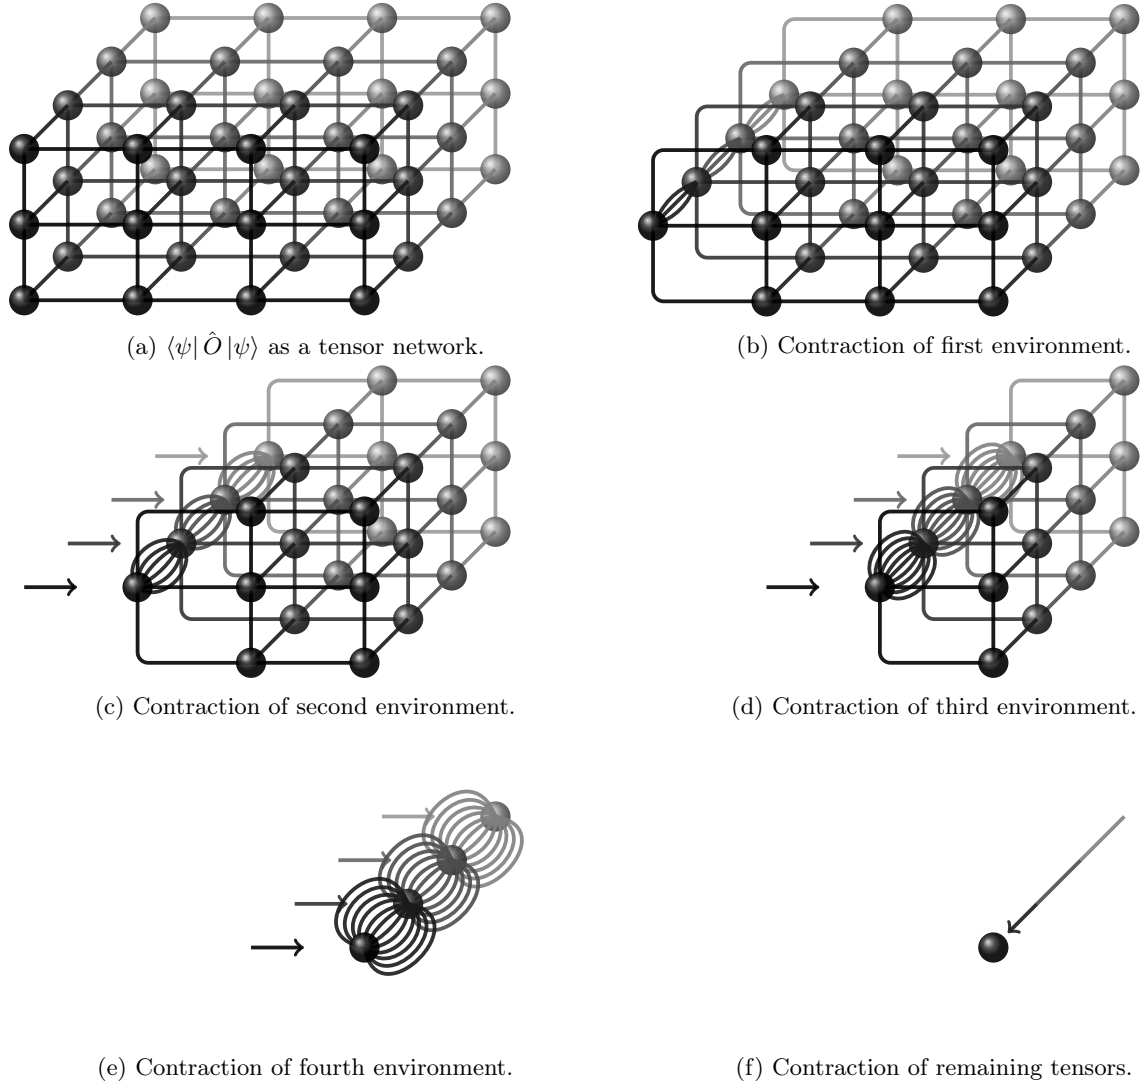 (a) ⟨ψ| Ô |ψ⟩ as a tensor network.
(b) Contraction of first environment.
(c) Contraction of second environment.
(d) Contraction of third environment.
(e) Contraction of fourth environment.
(f) Contraction of remaining tensors.